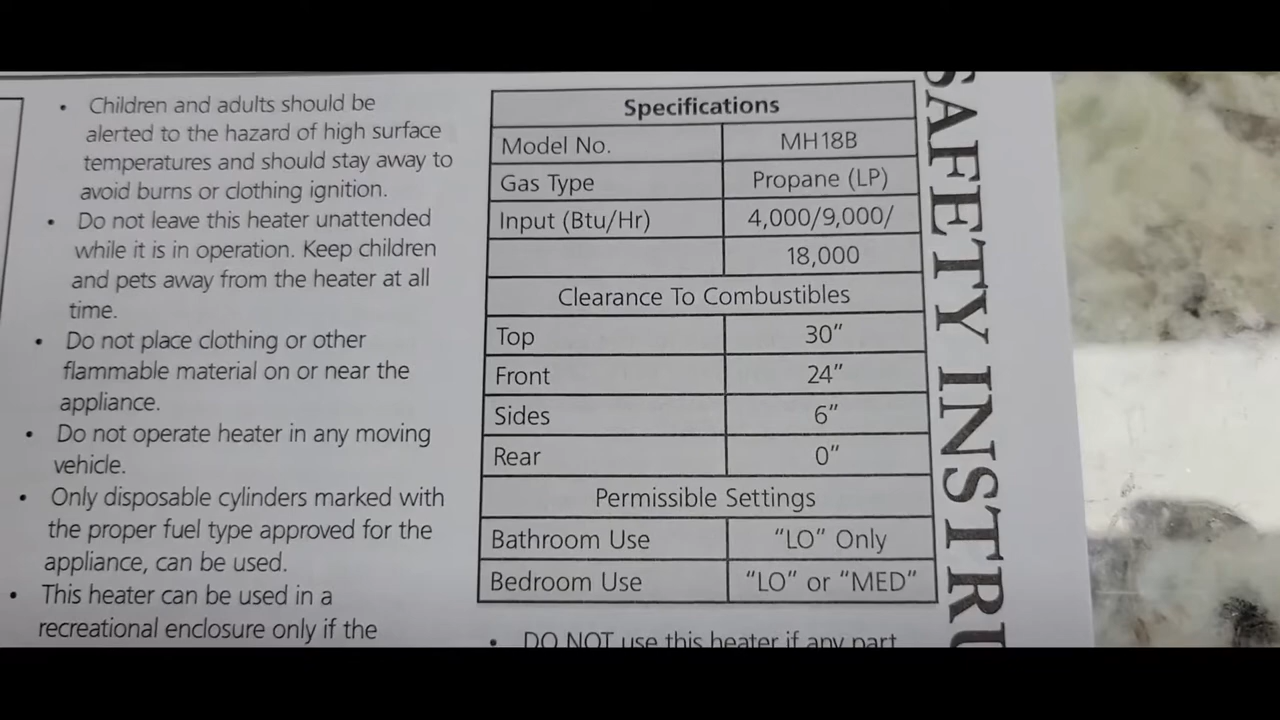 • Children and adults should be
alerted to the hazard of high surface
temperatures and should stay away to
avoid burns or clothing ignition.
• Do not leave this heater unattended
while it is in operation. Keep children
and pets away from the heater at all
time.
• Do not place clothing or other
flammable material on or near the
appliance.
• Do not operate heater in any moving
vehicle.
• Only disposable cylinders marked with
the proper fuel type approved for the
appliance, can be used.
• This heater can be used in a
recreational enclosure only if the
Specifications
Model No. MH18B
Gas Type Propane (LP)
Input (Btu/Hr) 4,000/9,000/
18,000
Clearance To Combustibles
Top 30”
Front 24”
Sides 6”
Rear 0”
Permissible Settings
Bathroom Use “LO” Only
Bedroom Use “LO” or “MED”
• DO NOT use this heater if any part
SAFETY INSTRU